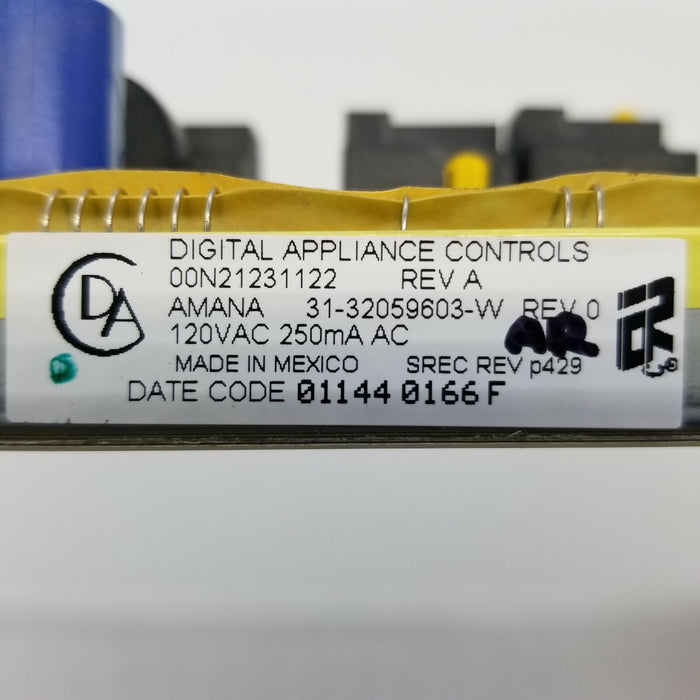 DIGITAL APPLIANCE CONTROLS
00N21231122 REV A
AMANA 31-32059603-W REV 0
120VAC 250mA AC
AR
MADE IN MEXICO SREC REV p429
DATE CODE 01144 0166 F